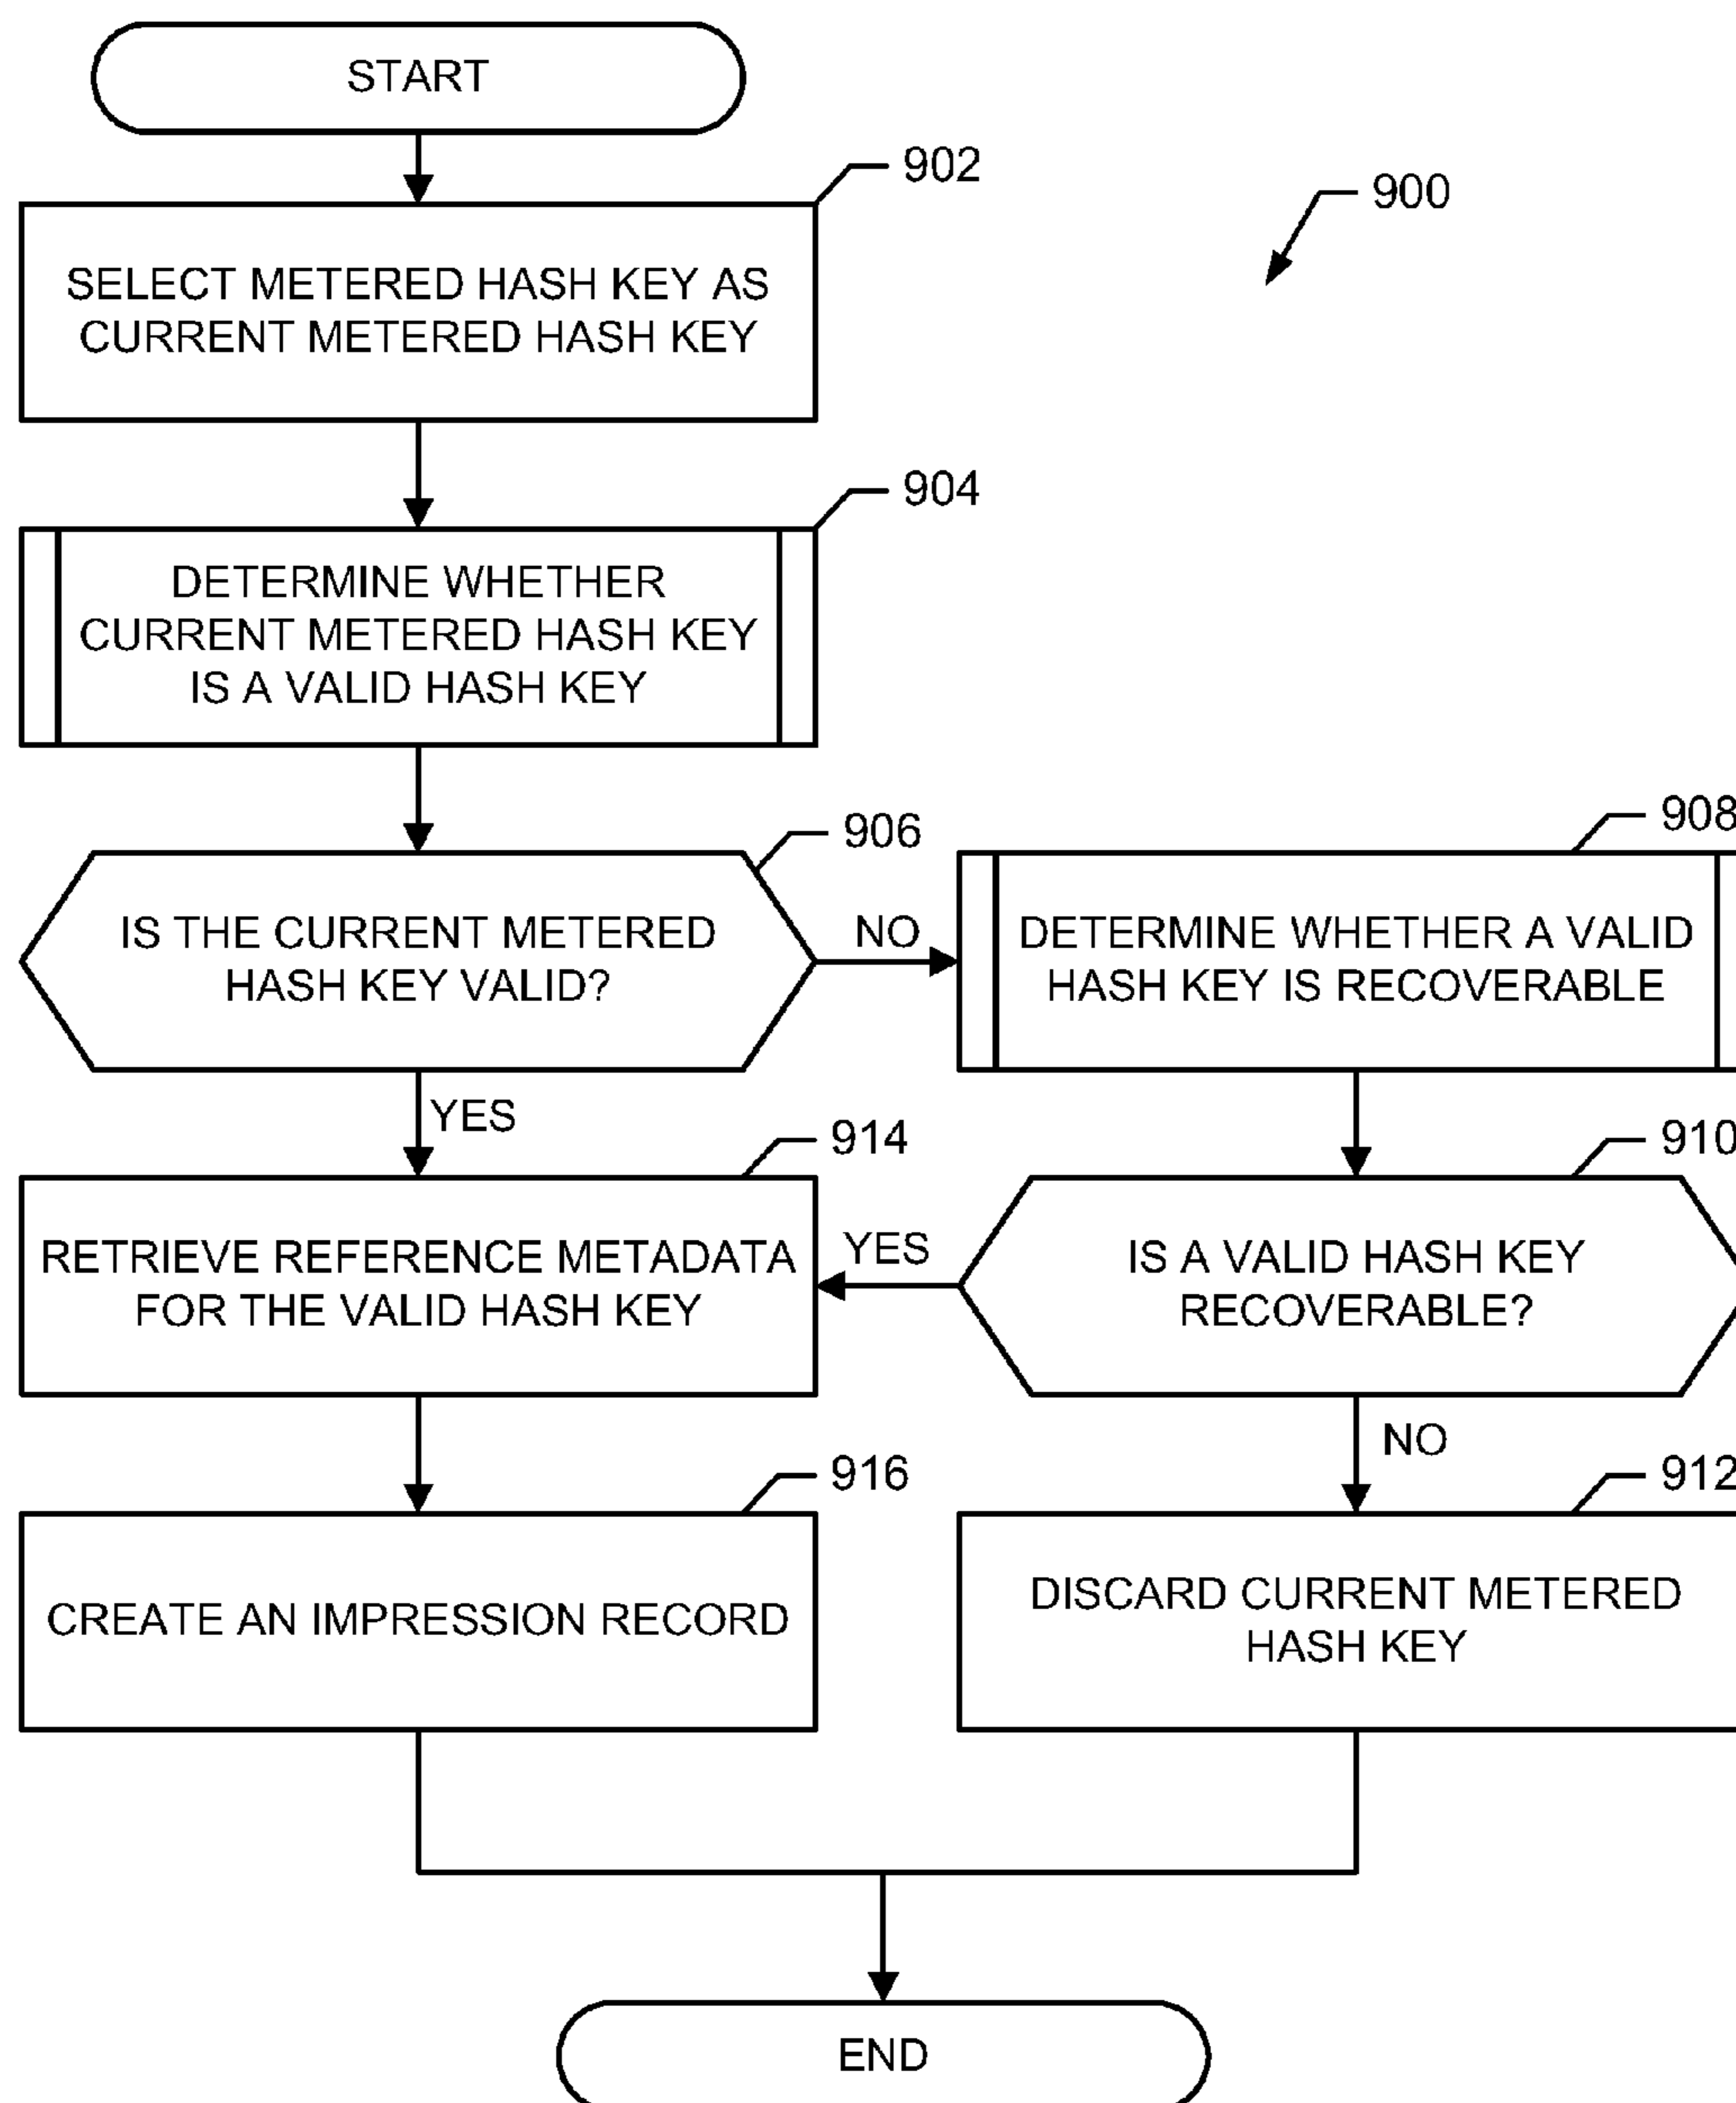 START
902
900
SELECT METERED HASH KEY AS
CURRENT METERED HASH KEY
904
DETERMINE WHETHER
CURRENT METERED HASH KEY
IS A VALID HASH KEY
906
908
IS THE CURRENT METERED
HASH KEY VALID?
NO
DETERMINE WHETHER A VALID
HASH KEY IS RECOVERABLE
YES
914
910
RETRIEVE REFERENCE METADATA
FOR THE VALID HASH KEY
YES
IS A VALID HASH KEY
RECOVERABLE?
NO
916
912
CREATE AN IMPRESSION RECORD
DISCARD CURRENT METERED
HASH KEY
END